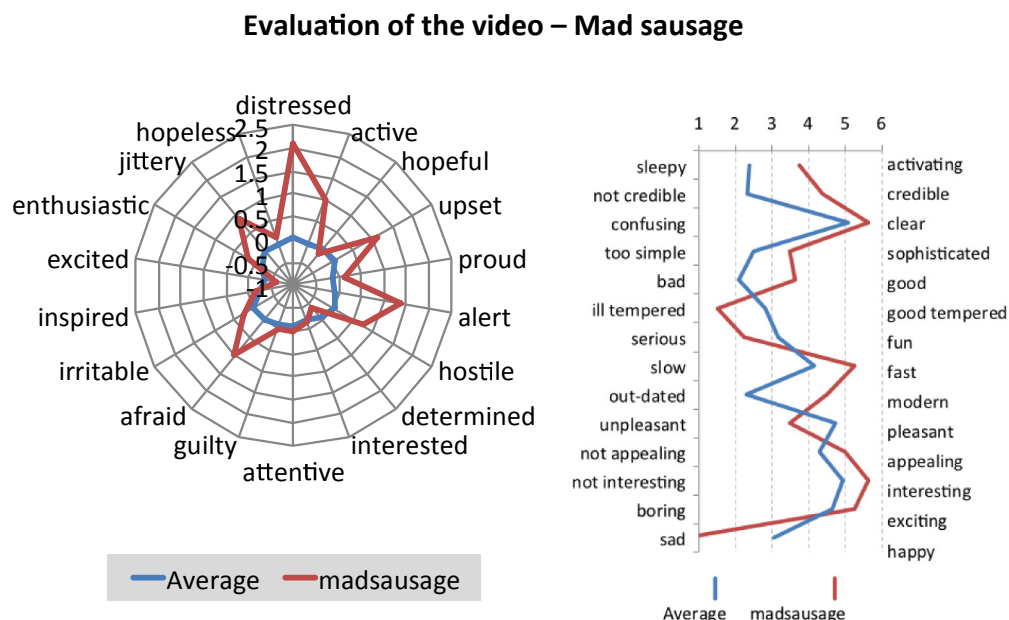 Evaluation of the video – Mad sausage
distressed
active
hopeful
upset
proud
alert
hostile
determined
interested
attentive
guilty
afraid
irritable
inspired
excited
enthusiastic
jittery
hopeless
2.5
2
1.5
1
0.5
0
-0.5
-1
Average madsausage
1 2 3 4 5 6
sleepy activating
not credible credible
confusing clear
too simple sophisticated
bad good
ill tempered good tempered
serious fun
slow fast
out-dated modern
unpleasant pleasant
not appealing appealing
not interesting interesting
boring exciting
sad happy
Average madsausage